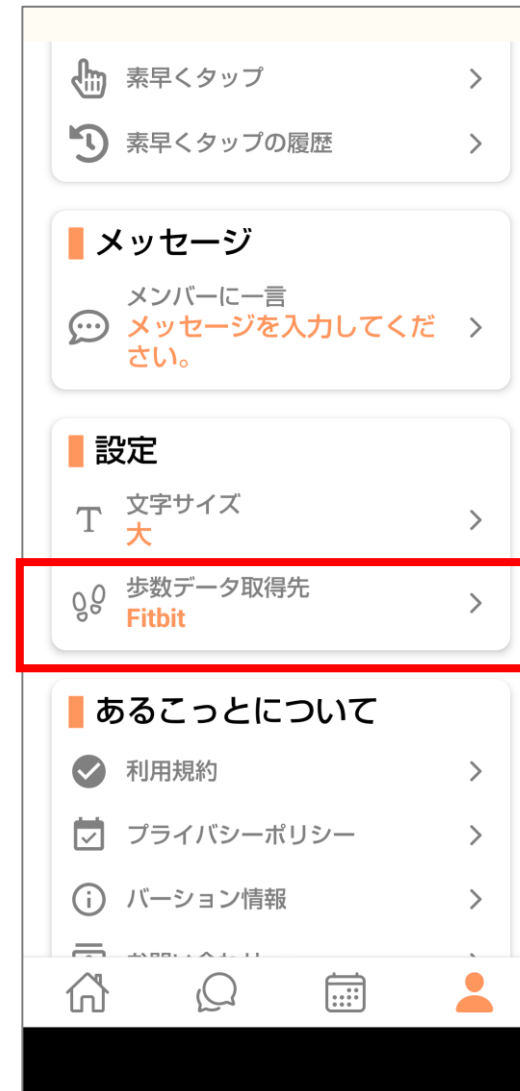 素早くタップ
素早くタップの履歴
メッセージ
メンバーに一言
メッセージを入力してくだ
さい。
設定
文字サイズ
大
歩数データ取得先
Fitbit
あるこっとについて
利用規約
プライバシーポリシー
バージョン情報